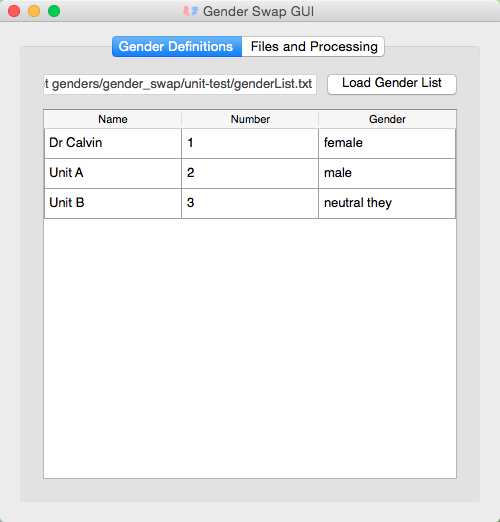 Gender Swap GUI
Gender Definitions Files and Processing
t genders/gender_swap/unit-test/genderList.txt Load Gender List
Name Number Gender
Dr Calvin 1 female
Unit A 2 male
Unit B 3 neutral they